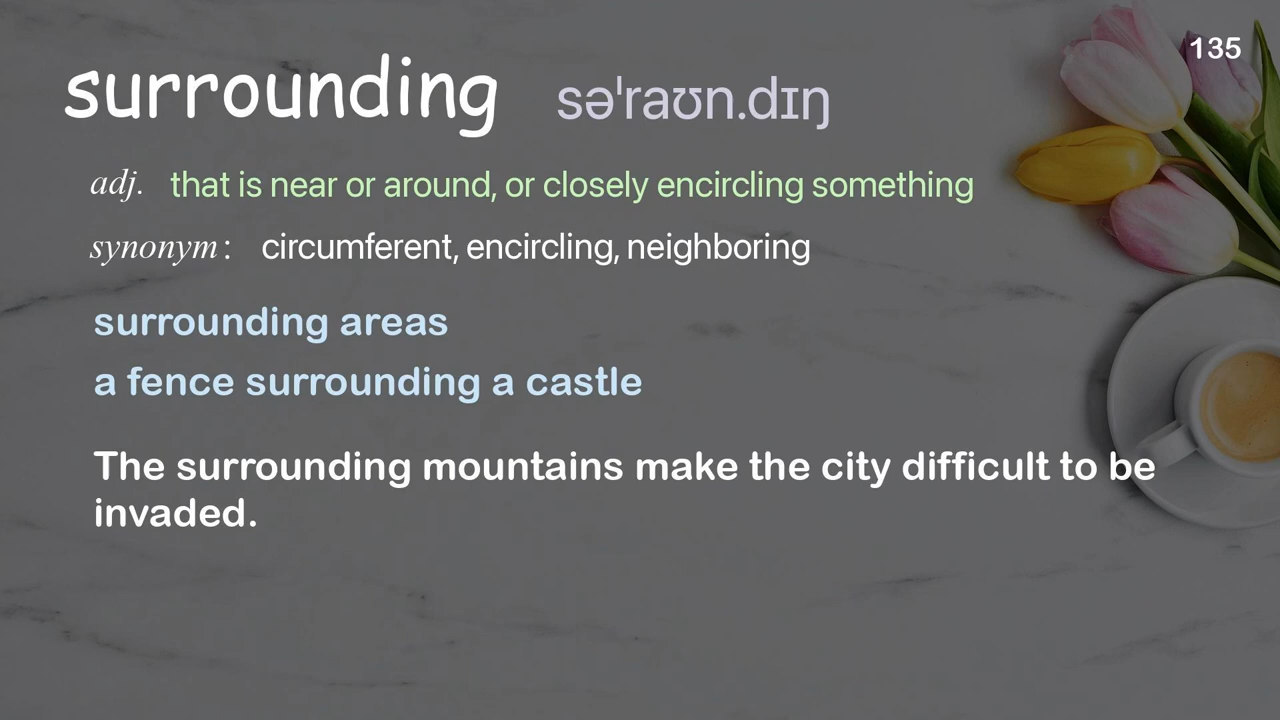 135
surrounding səˈraʊn.dɪŋ
adj. that is near or around, or closely encircling something
synonym: circumferent, encircling, neighboring
surrounding areas
a fence surrounding a castle
The surrounding mountains make the city difficult to be
invaded.